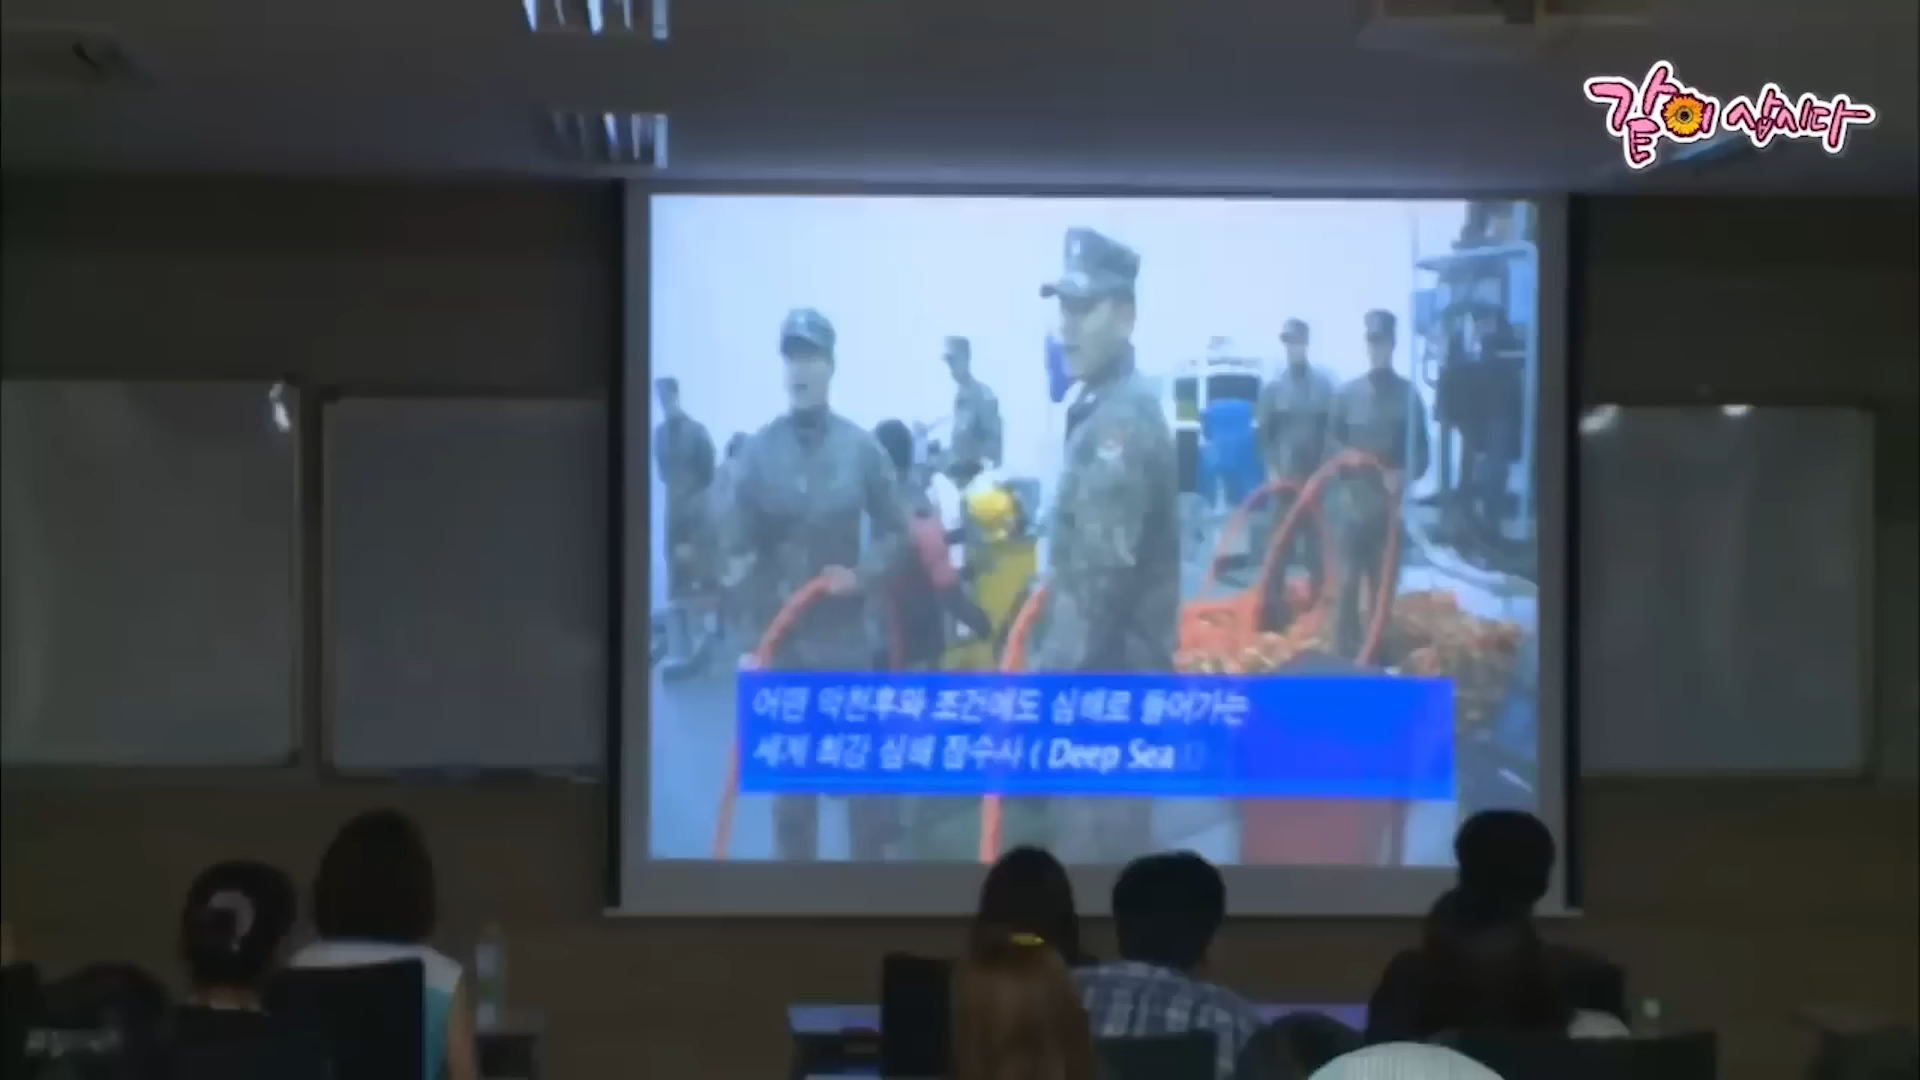 같이 삽시다
어떤 악천후와 조건에도 심해로 들어가는
세계 최강 심해 잠수사 ( Deep Sea